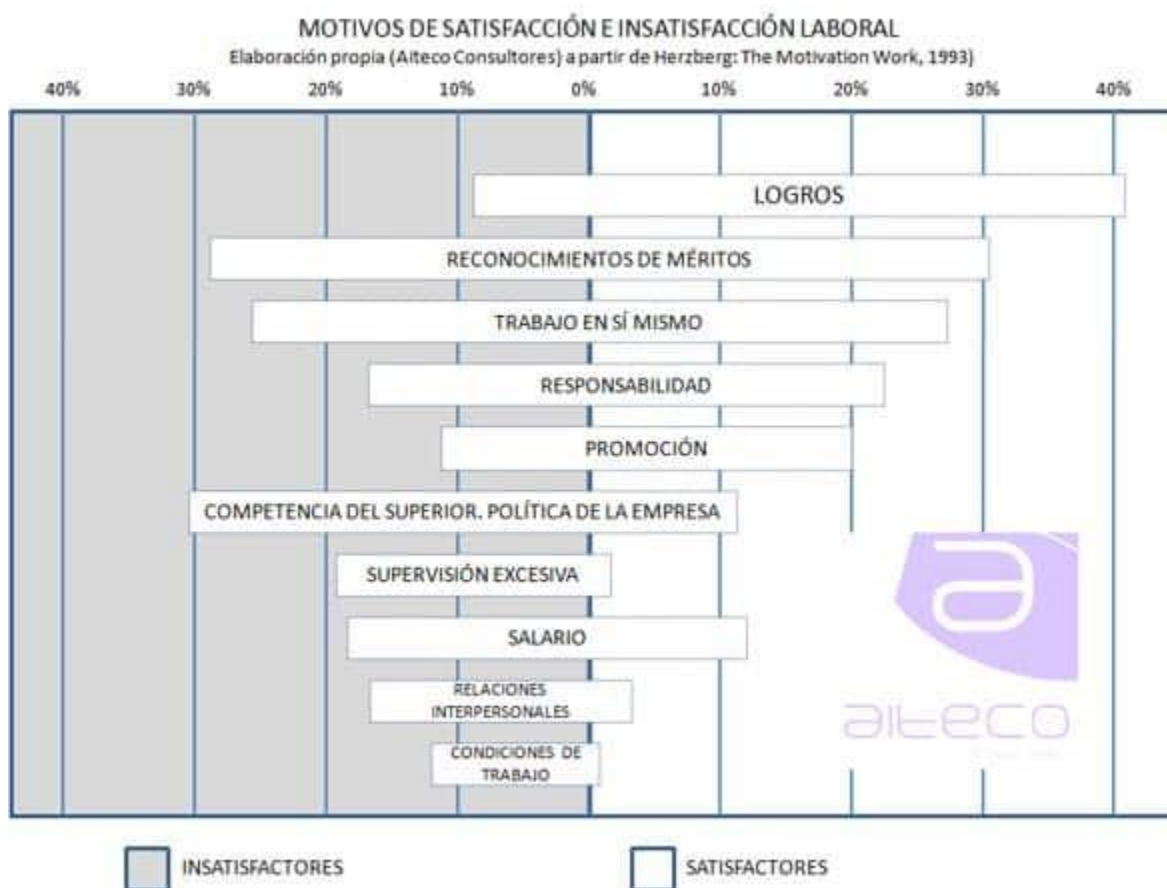 MOTIVOS DE SATISFACCIÓN E INSATISFACCIÓN LABORAL
Elaboración propia (Aiteco Consultores) a partir de Herzberg: The Motivation Work, 1993)
40% 30% 20% 10% 0% 10% 20% 30% 40%
LOGROS
RECONOCIMIENTOS DE MÉRITOS
TRABAJO EN SÍ MISMO
RESPONSABILIDAD
PROMOCIÓN
COMPETENCIA DEL SUPERIOR. POLÍTICA DE LA EMPRESA
SUPERVISIÓN EXCESIVA
SALARIO
RELACIONES
INTERPERSONALES
CONDICIONES DE
TRABAJO
a
aiteco
INSATISFACTORES
SATISFACTORES